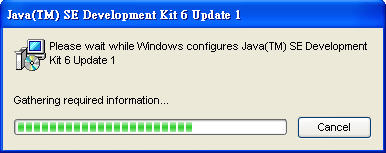 Java(TM) SE Development Kit 6 Update 1
Please wait while Windows configures Java(TM) SE Development
Kit 6 Update 1
Gathering required information...
Cancel